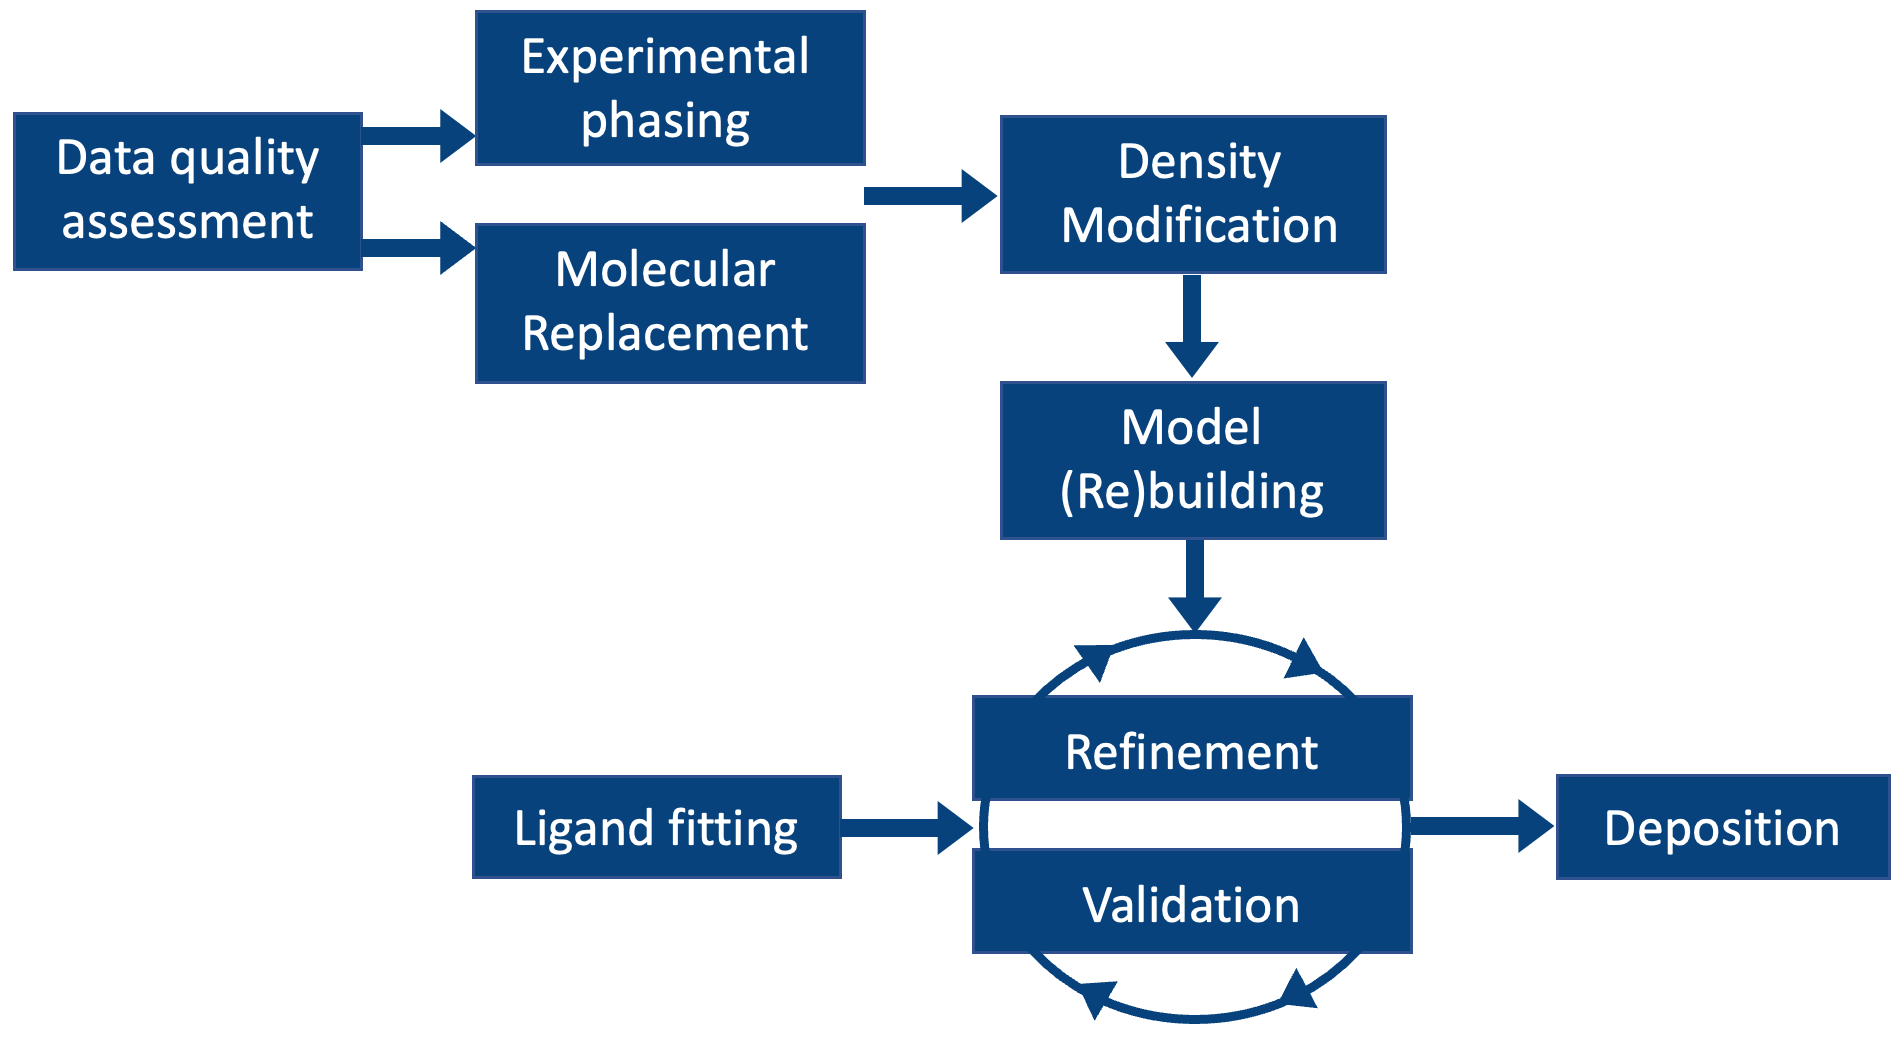 Data quality
assessment
Experimental
phasing
Molecular
Replacement
Density
Modification
Model
(Re)building
Refinement
Validation
Ligand fitting
Deposition